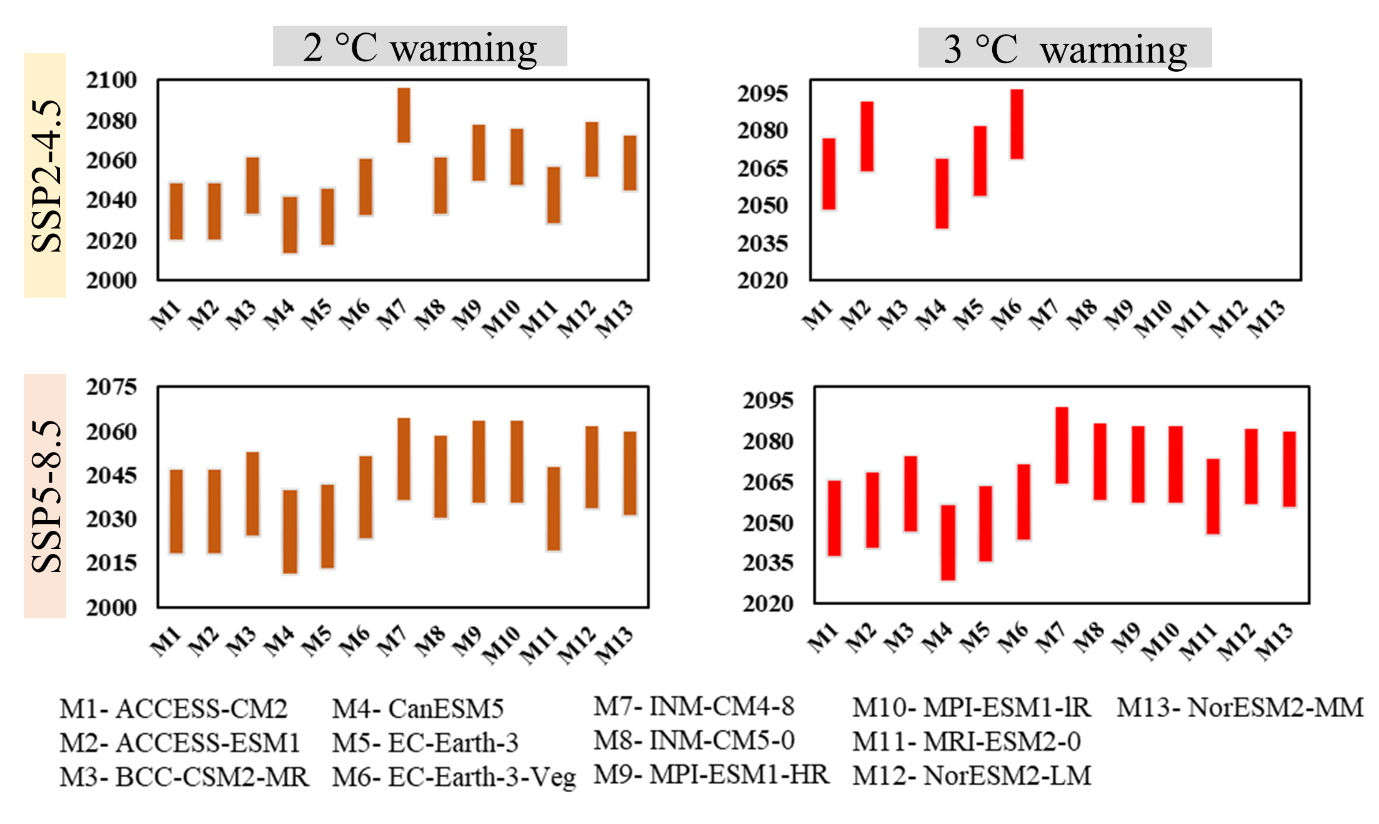 2 °C warming
3 °C warming
SSP2-4.5
2100
2080
2060
2040
2020
2000
M1 M2 M3 M4 M5 M6 M7 M8 M9 M10 M11 M12 M13
2095
2080
2065
2050
2035
2020
M1 M2 M3 M4 M5 M6 M7 M8 M9 M10 M11 M12 M13
SSP5-8.5
2075
2060
2045
2030
2015
2000
M1 M2 M3 M4 M5 M6 M7 M8 M9 M10 M11 M12 M13
2095
2080
2065
2050
2035
2020
M1 M2 M3 M4 M5 M6 M7 M8 M9 M10 M11 M12 M13
M1- ACCESS-CM2
M2- ACCESS-ESM1
M3- BCC-CSM2-MR
M4- CanESM5
M5- EC-Earth-3
M6- EC-Earth-3-Veg
M7- INM-CM4-8
M8- INM-CM5-0
M9- MPI-ESM1-HR
M10- MPI-ESM1-lR
M11- MRI-ESM2-0
M12- NorESM2-LM
M13- NorESM2-MM